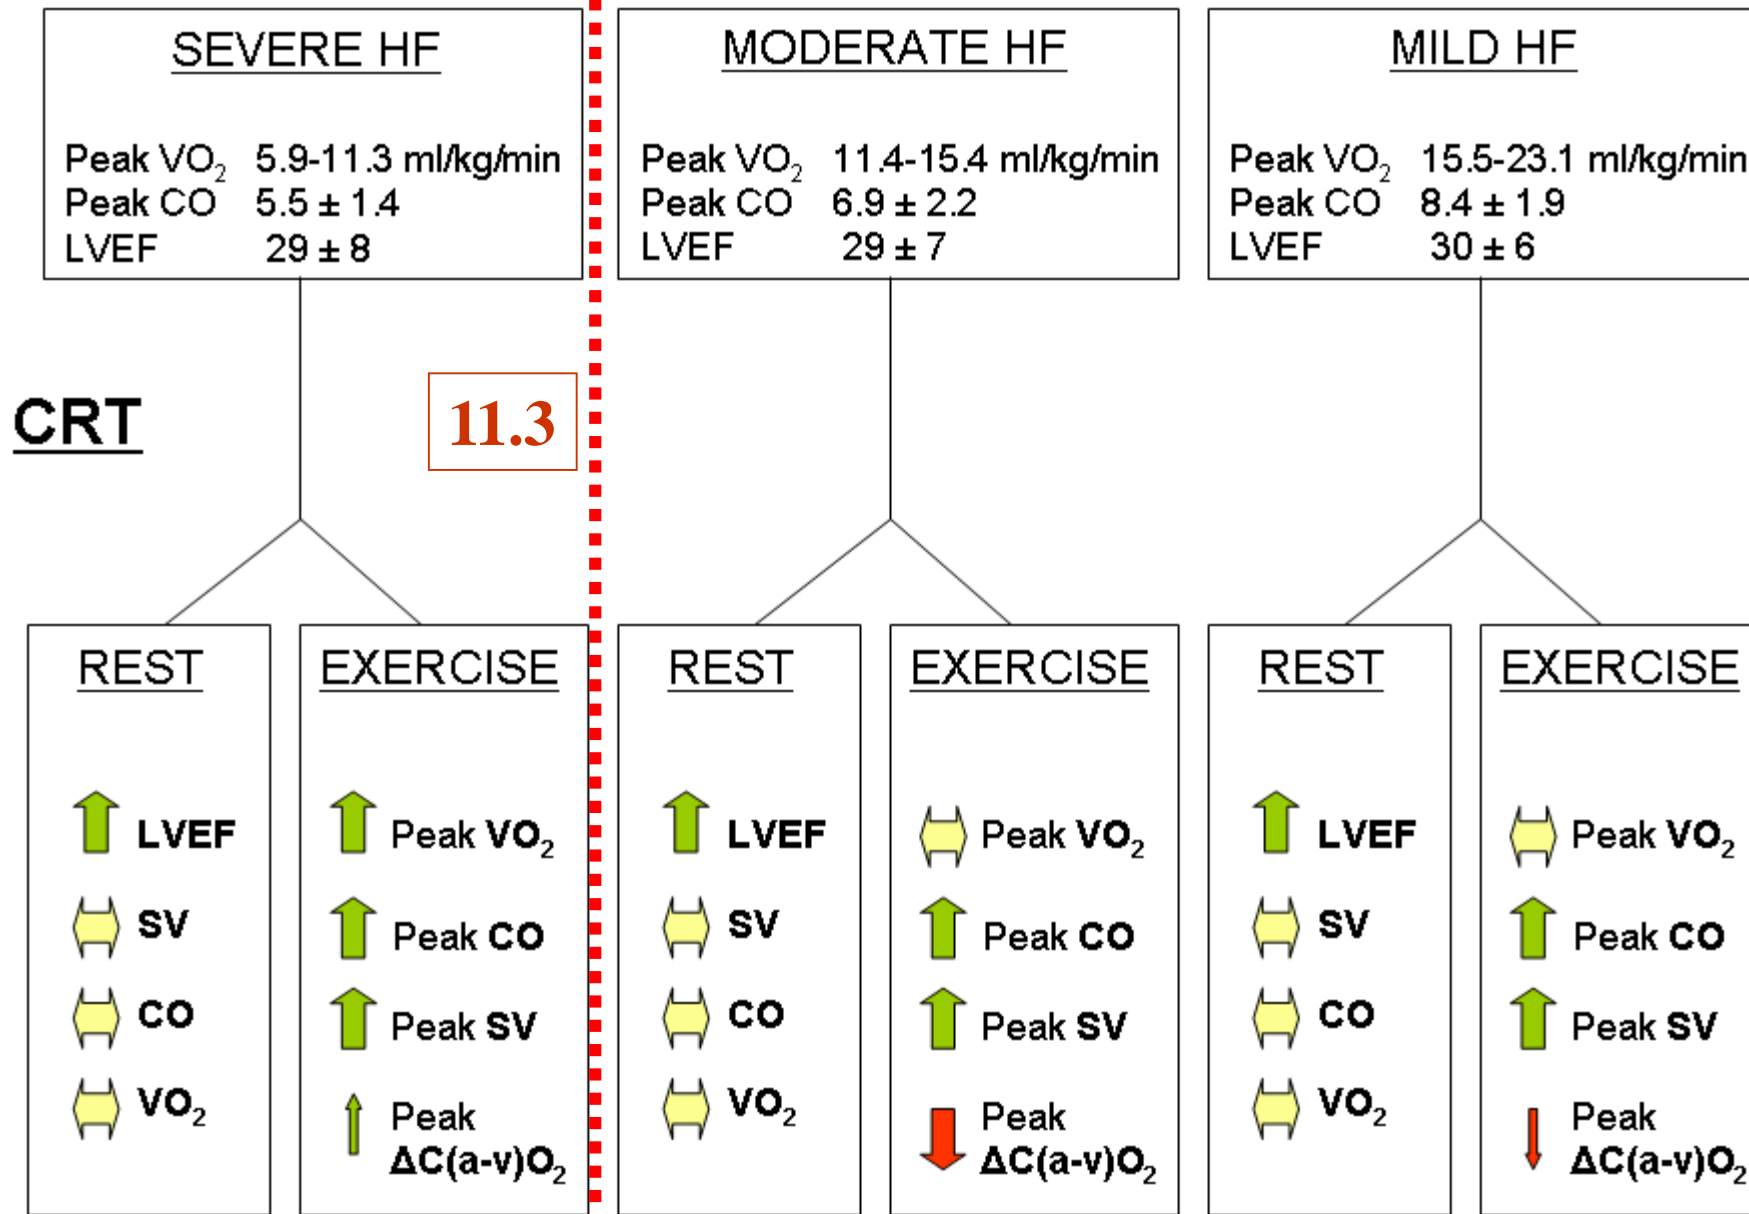 SEVERE HF
Peak VO₂ 5.9-11.3 ml/kg/min
Peak CO 5.5 ± 1.4
LVEF 29 ± 8
MODERATE HF
Peak VO₂ 11.4-15.4 ml/kg/min
Peak CO 6.9 ± 2.2
LVEF 29 ± 7
MILD HF
Peak VO₂ 15.5-23.1 ml/kg/min
Peak CO 8.4 ± 1.9
LVEF 30 ± 6
CRT
11.3
REST
LVEF
SV
CO
VO₂
EXERCISE
Peak VO₂
Peak CO
Peak SV
Peak
ΔC(a-v)O₂
REST
LVEF
SV
CO
VO₂
EXERCISE
Peak VO₂
Peak CO
Peak SV
Peak
ΔC(a-v)O₂
REST
LVEF
SV
CO
VO₂
EXERCISE
Peak VO₂
Peak CO
Peak SV
Peak
ΔC(a-v)O₂